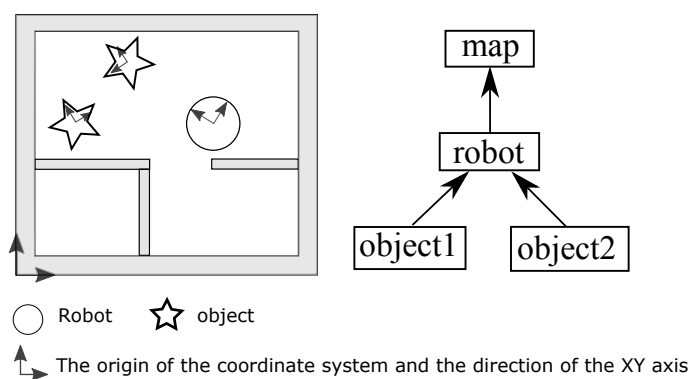 map
robot
object1
object2
Robot
object
The origin of the coordinate system and the direction of the XY axis